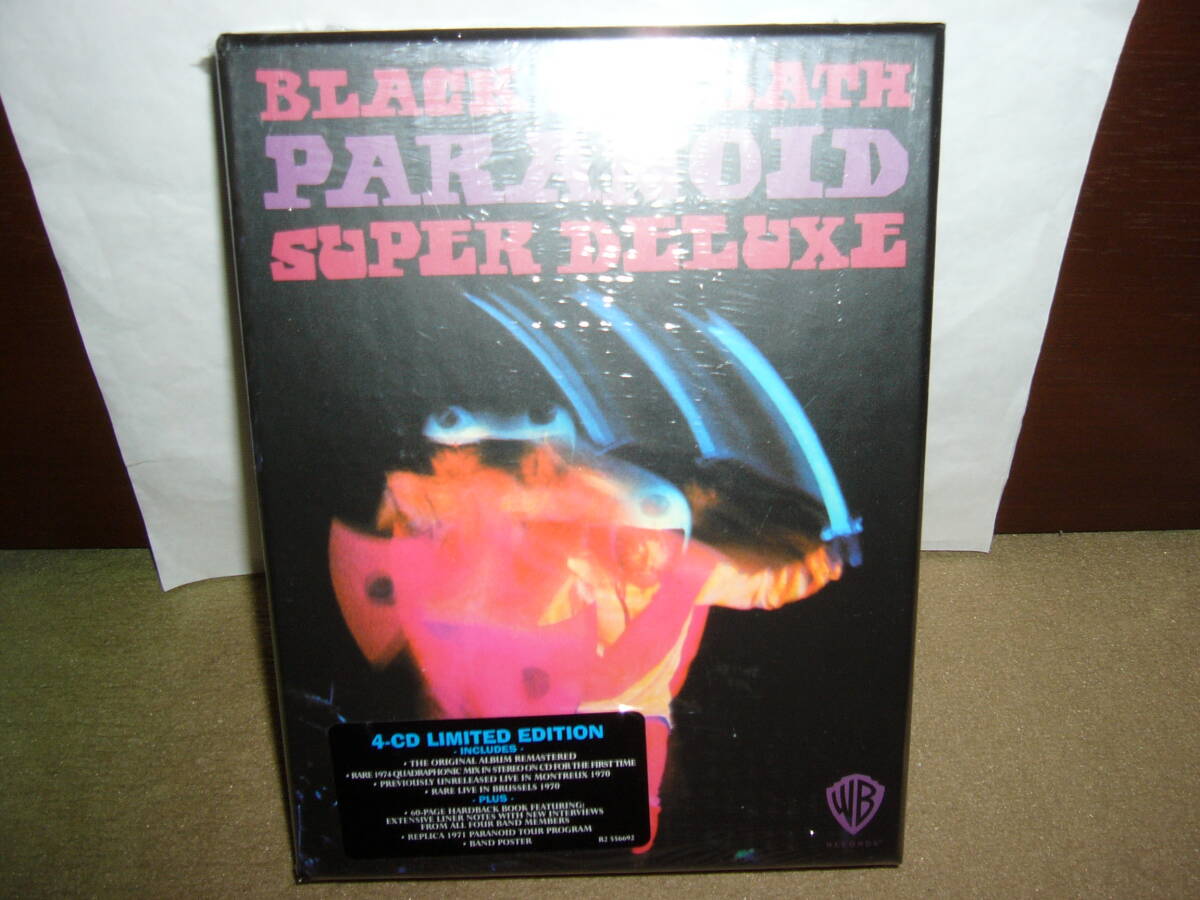 BLACK
PARANOID
SUPER DELUXE
4-CD LIMITED EDITION
- INCLUDES -
• THE ORIGINAL ALBUM REMASTERED
• RARE 1974 QUADRAPHONIC MIX IN STEREO ON CD FOR THE FIRST TIME
• PREVIOUSLY UNRELEASED LIVE IN MONTREUX 1970
• RARE LIVE IN BRUSSELS 1970
- PLUS -
• 60-PAGE HARDBACK BOOK FEATURING:
EXTENSIVE LINER NOTES WITH NEW INTERVIEWS
FROM ALL FOUR BAND MEMBERS
• REPLICA 1971 PARANOID TOUR PROGRAM
• BAND POSTER
R2 556692
WB
RECORDS